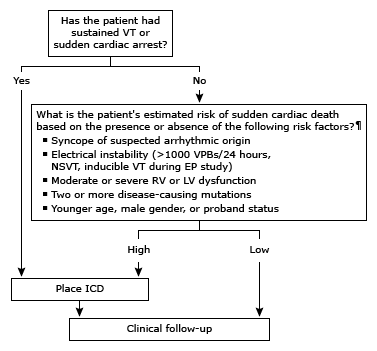 Has the patient had
sustained VT or
sudden cardiac arrest?
Yes
No
What is the patient's estimated risk of sudden cardiac death
based on the presence or absence of the following risk factors?¶
▪ Syncope of suspected arrhythmic origin
▪ Electrical instability (>1000 VPBs/24 hours,
NSVT, inducible VT during EP study)
▪ Moderate or severe RV or LV dysfunction
▪ Two or more disease-causing mutations
▪ Younger age, male gender, or proband status
High
Low
Place ICD
Clinical follow-up